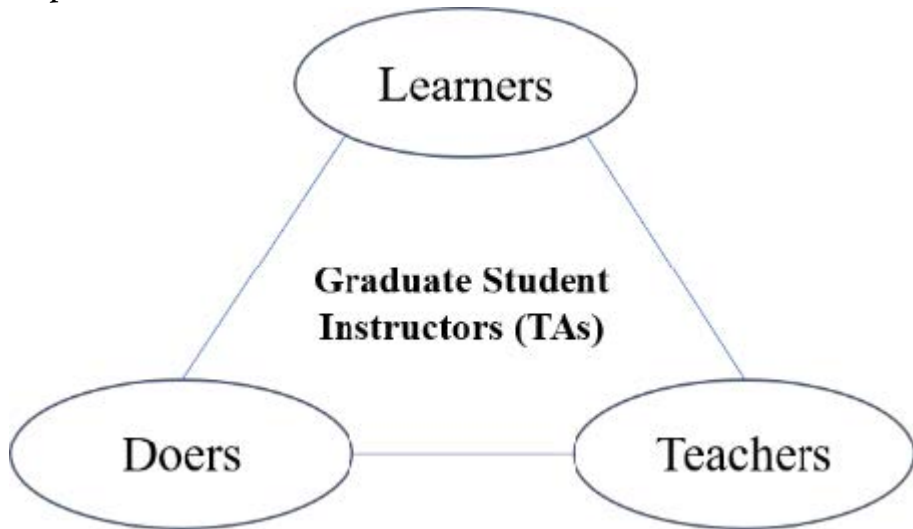 Learners
Graduate Student
Instructors (TAs)
Doers
Teachers